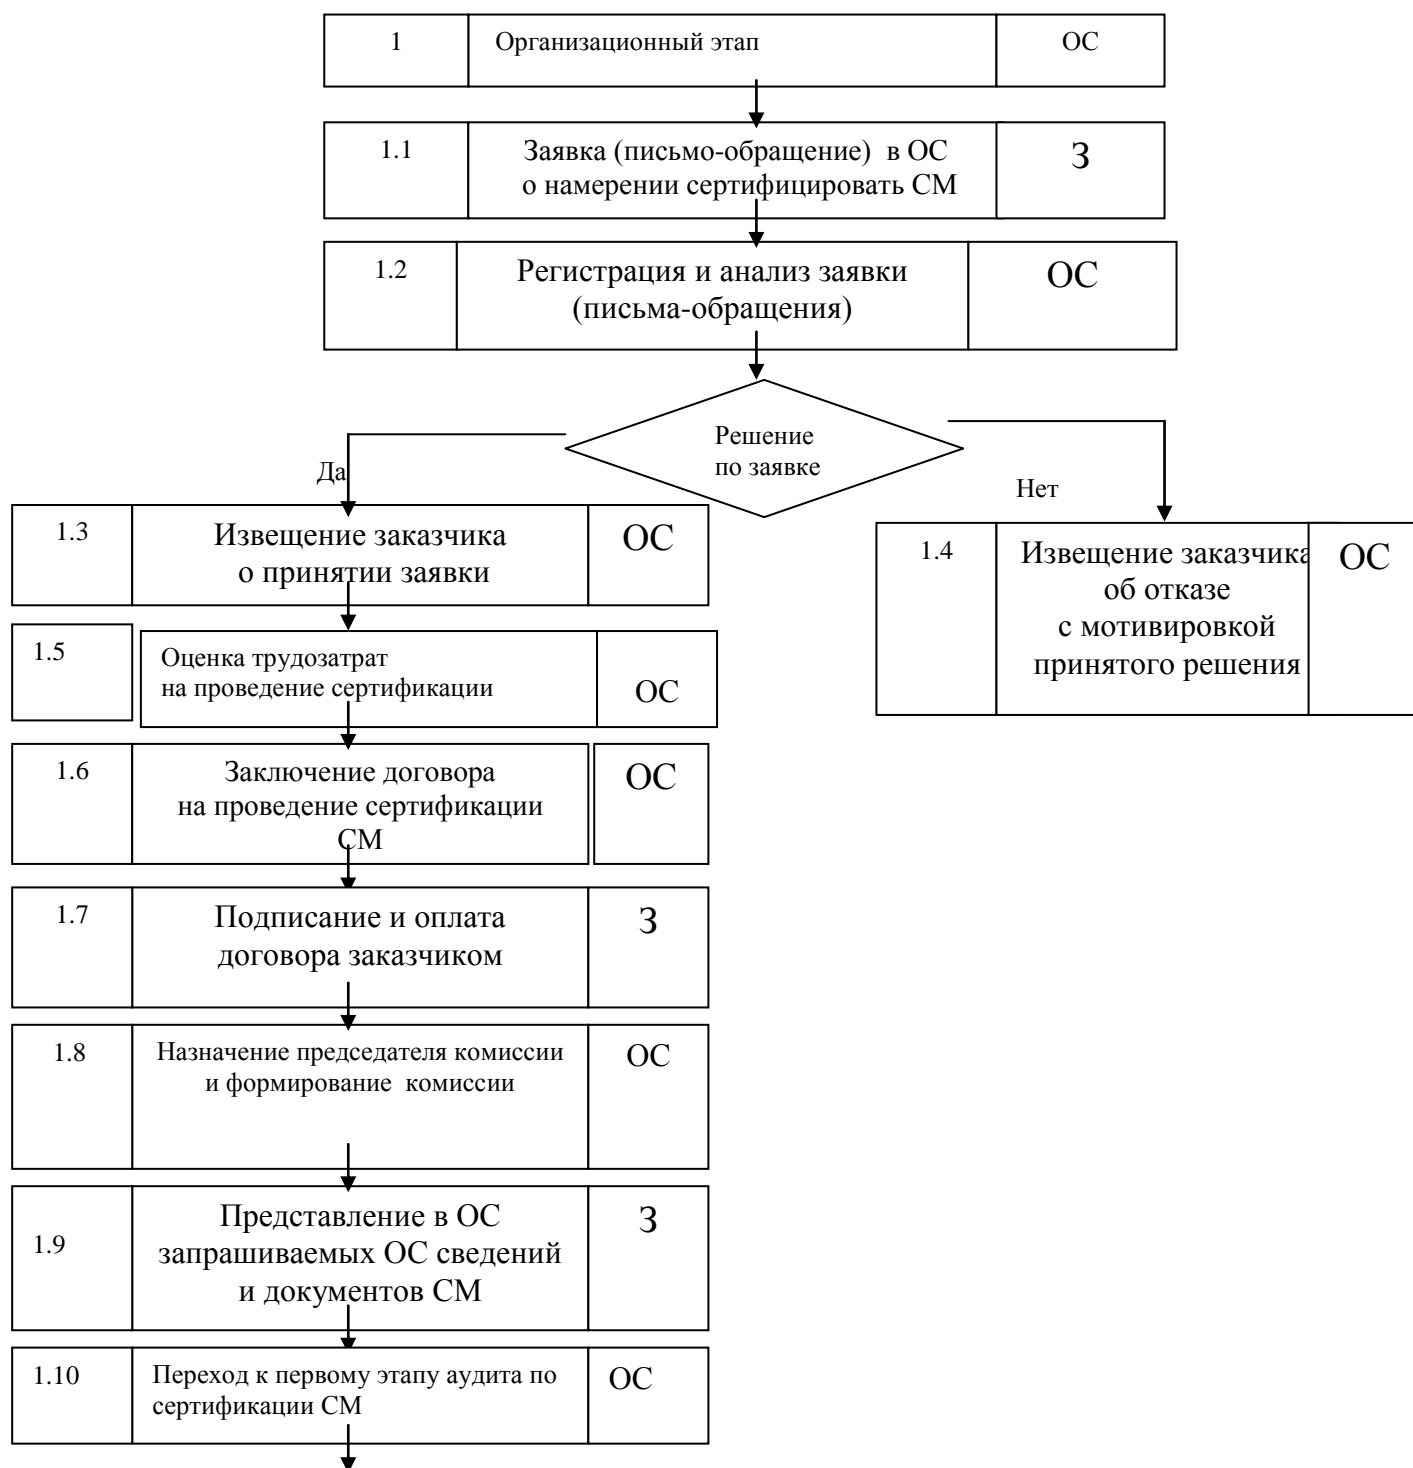 1 Организационный этап ОС
1.1 Заявка (письмо-обращение) в ОС З
о намерении сертифицировать СМ
1.2 Регистрация и анализ заявки ОС
(письма-обращения)
Решение
по заявке
Да
Нет
1.3 Извещение заказчика ОС
о принятии заявки
1.4 Извещение заказчика ОС
об отказе
с мотивировкой
принятого решения
1.5 Оценка трудозатрат
на проведение сертификации ОС
1.6 Заключение договора ОС
на проведение сертификации
СМ
1.7 Подписание и оплата З
договора заказчиком
1.8 Назначение председателя комиссии ОС
и формирование комиссии
Представление в ОС З
1.9 запрашиваемых ОС сведений
и документов СМ
1.10 Переход к первому этапу аудита по ОС
сертификации СМ